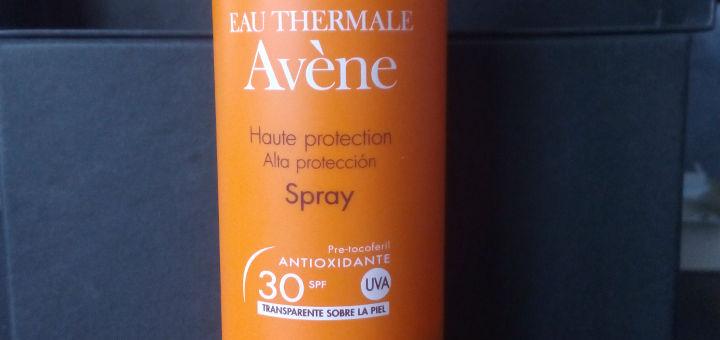 EAU THERMALE
Avène
Haute protection
Alta protección
Spray
Pre-tocoferil
ANTIOXIDANTE
30 SPF UVA
TRANSPARENTE SOBRE LA PIEL